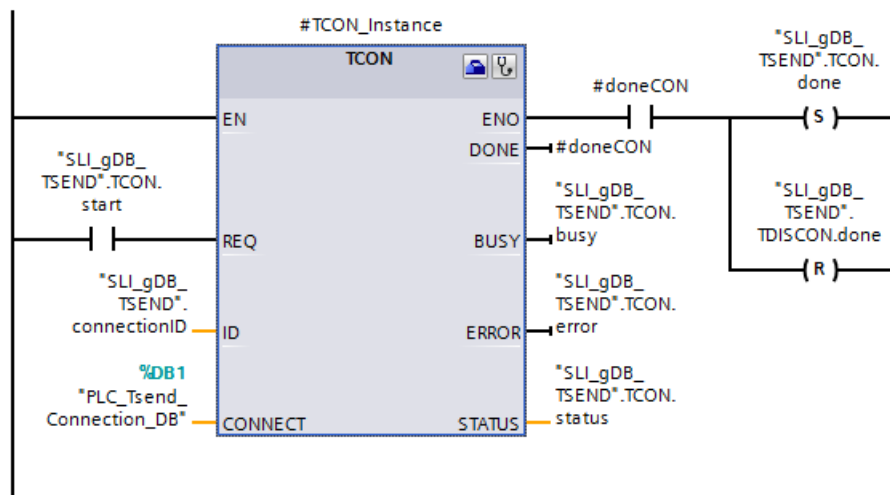 #TCON_Instance
TCON
"SLI_gDB_
TSEND".TCON.
done
#doneCON
S
EN
ENO
DONE
#doneCON
"SLI_gDB_
TSEND".TCON.
start
"SLI_gDB_
TSEND".TCON.
busy
"SLI_gDB_
TSEND".
TDISCON.done
R
REQ
BUSY
"SLI_gDB_
TSEND".
connectionID
ID
"SLI_gDB_
TSEND".TCON.
error
ERROR
%DB1
"PLC_Tsend_
Connection_DB"
CONNECT
"SLI_gDB_
TSEND".TCON.
status
STATUS